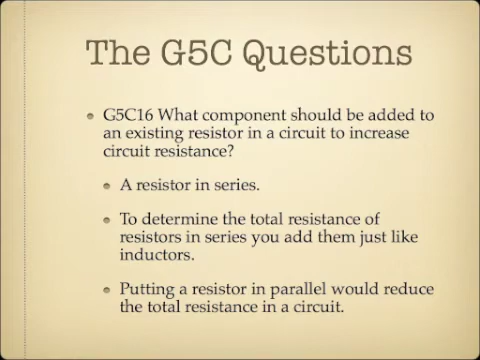 The G5C Questions
G5C16 What component should be added to
an existing resistor in a circuit to increase
circuit resistance?
A resistor in series.
To determine the total resistance of
resistors in series you add them just like
inductors.
Putting a resistor in parallel would reduce
the total resistance in a circuit.